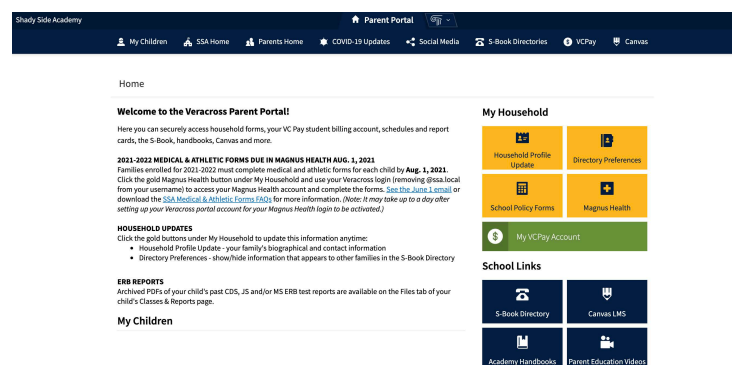 Shady Side Academy
Parent Portal
My Children SSA Home Parents Home COVID-19 Updates Social Media S-Book Directories VCPay Canvas
Home
Welcome to the Veracross Parent Portal!
Here you can securely access household forms, your VC Pay student billing account, schedules and report
cards, the S-Book, handbooks, Canvas and more.
2021-2022 MEDICAL & ATHLETIC FORMS DUE IN MAGNUS HEALTH AUG. 1, 2021
Families enrolled for 2021-2022 must complete medical and athletic forms for each child by Aug. 1, 2021.
Click the gold Magnus Health button under My Household and use your Veracross login (removing @ssa.local
from your username) to access your Magnus Health account and complete the forms. See the June 1 email or
download the SSA Medical & Athletic Forms FAQs for more information. (Note: It may take up to a day after
setting up your Veracross portal account for your Magnus Health login to be activated.)
HOUSEHOLD UPDATES
Click the gold buttons under My Household to update this information anytime:
• Household Profile Update - your family's biographical and contact information
• Directory Preferences - show/hide information that appears to other families in the S-Book Directory
ERB REPORTS
Archived PDFs of your child's past CDS, JS and/or MS ERB test reports are available on the Files tab of your
child's Classes & Reports page.
My Children
My Household
Household Profile
Update
Directory Preferences
School Policy Forms
Magnus Health
My VCPay Account
School Links
S-Book Directory
Canvas LMS
Academy Handbooks
Parent Education Videos